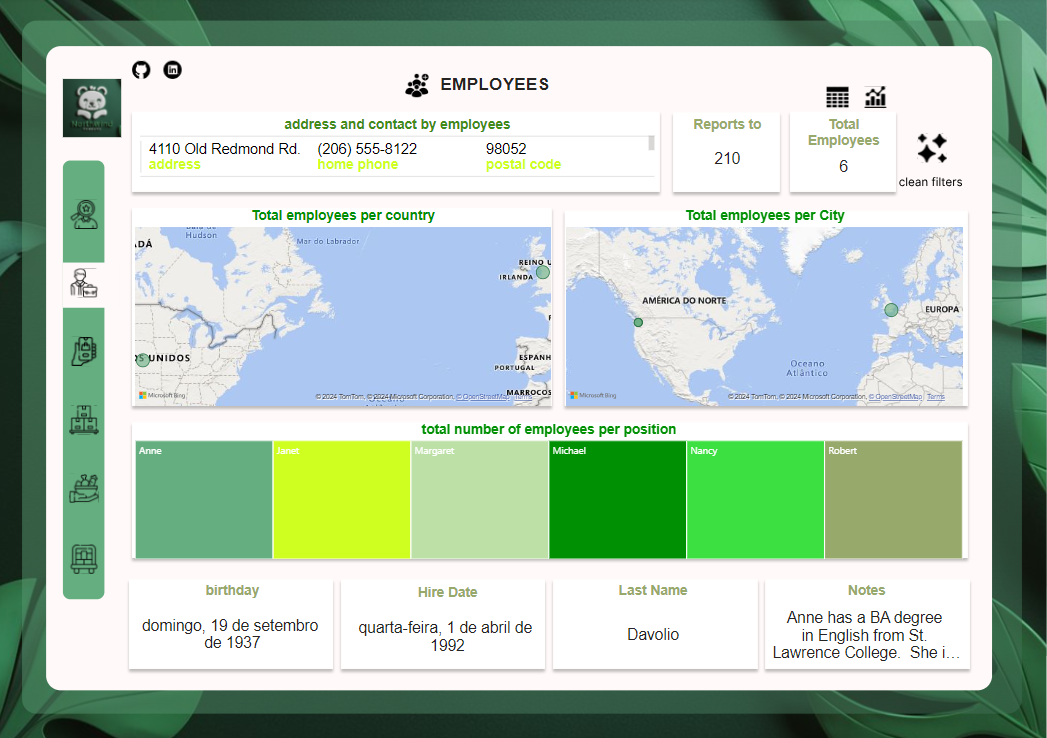 EMPLOYEES
address and contact by employees
4110 Old Redmond Rd.
address
(206) 555-8122
home phone
98052
postal code
Reports to
210
Total
Employees
6
clean filters
Total employees per country
ADÁ
Hudson
Mar do Labrador
REINO U
IRLANDA
S UNIDOS
ESPANH
PORTUGAL
MARROCOS
Microsoft Bing
© 2024 TomTom, © 2024 Microsoft Corporation, © OpenStreetMap Terms
Total employees per City
AMÉRICA DO NORTE
EUROPA
Oceano
Atlântico
Microsoft Bing
© 2024 TomTom, © 2024 Microsoft Corporation, © OpenStreetMap Terms
total number of employees per position
Anne
Janet
Margaret
Michael
Nancy
Robert
birthday
domingo, 19 de setembro
de 1937
Hire Date
quarta-feira, 1 de abril de
1992
Last Name
Davolio
Notes
Anne has a BA degree
in English from St.
Lawrence College. She i...